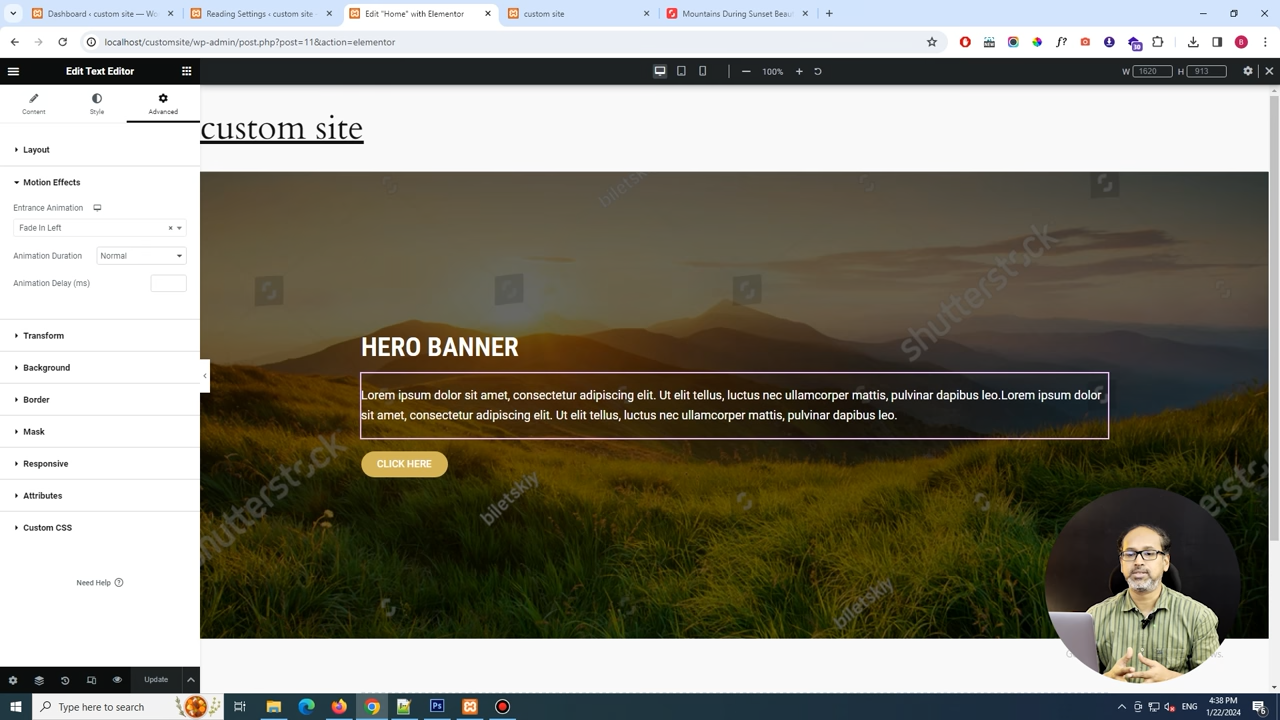 Dashboard ‹ custom site — Wo
Reading Settings ‹ custom site
Edit "Home" with Elementor
custom site
Mountains During Sunset Beau
localhost/customsite/wp-admin/post.php?post=11&action=elementor
f?
10
B
Edit Text Editor
100%
W 1620 H 913
Content
Style
Advanced
Layout
Motion Effects
Entrance Animation
Fade In Left
Animation Duration Normal
Animation Delay (ms)
Transform
Background
Border
Mask
Responsive
Attributes
Custom CSS
Need Help
Update
custom site
HERO BANNER
Lorem ipsum dolor sit amet, consectetur adipiscing elit. Ut elit tellus, luctus nec ullamcorper mattis, pulvinar dapibus leo.Lorem ipsum dolor
sit amet, consectetur adipiscing elit. Ut elit tellus, luctus nec ullamcorper mattis, pulvinar dapibus leo.
CLICK HERE
shutterstock
biletskiy
biletskiy
Type here to search
ENG
4:38 PM
1/22/2024
6